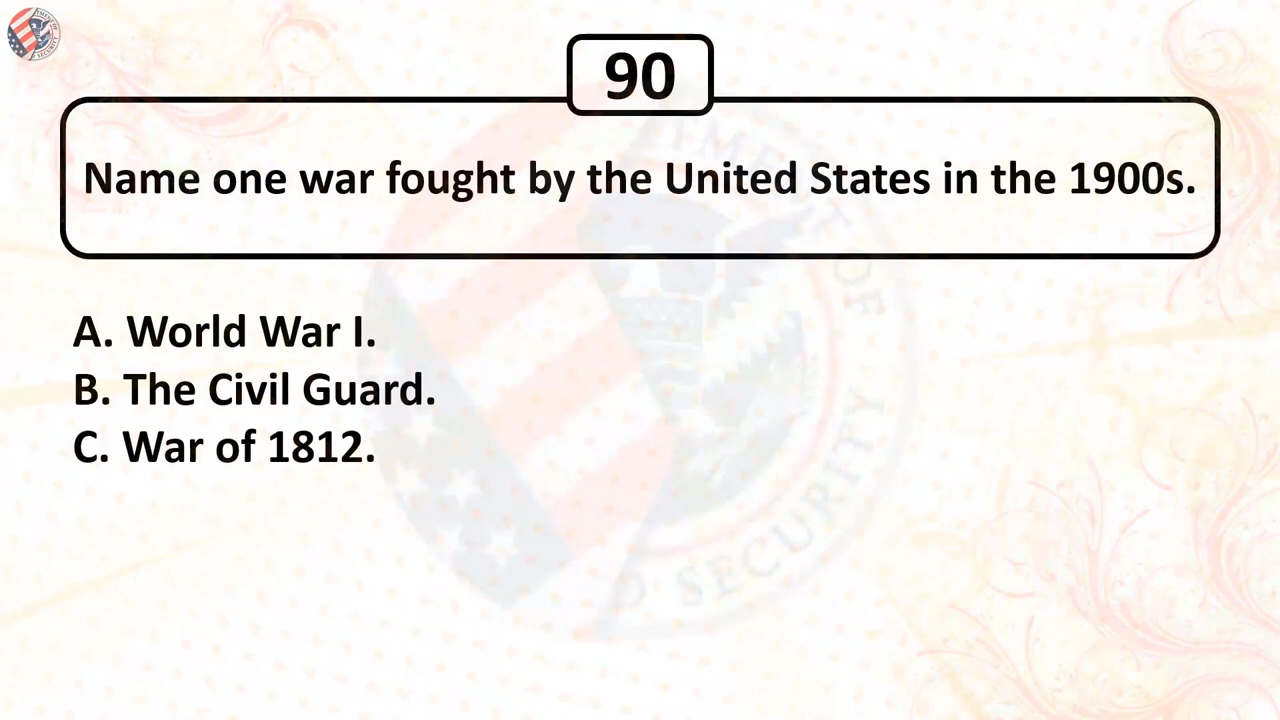 90
Name one war fought by the United States in the 1900s.
A. World War I.
B. The Civil Guard.
C. War of 1812.